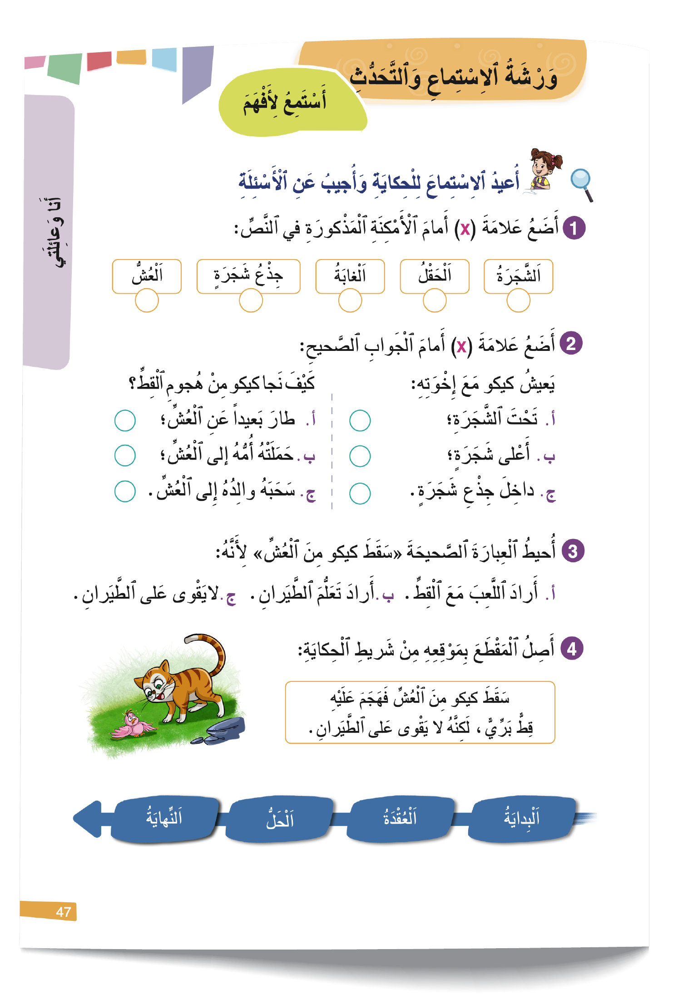 وَرْشَةُ ٱلِاسْتِماعِ وَٱلتَّحَدُّثِ
أَسْتَمِعُ لِأَفْهَمَ
أُعيدُ ٱلِاسْتِماعَ لِلْحِكايَةِ وَأُجيبُ عَنِ ٱلْأَسْئِلَةِ
1 أَضَعُ عَلامَةَ (x) أَمامَ ٱلْأَمْكِنَةِ ٱلْمَذْكورَةِ في ٱلنَّصِّ:
اَلشَّجَرَةُ اَلْحَقْلُ اَلْغابَةُ جِذْعُ شَجَرَةٍ اَلْعُشُّ
2 أَضَعُ عَلامَةَ (x) أَمامَ ٱلْجَوابِ ٱلصَّحيحِ:
يَعيشُ كيكو مَعَ إِخْوَتِهِ:
أ. تَحْتَ ٱلشَّجَرَةِ؛
ب. أَعْلى شَجَرَةٍ؛
ج. داخِلَ جِذْعِ شَجَرَةٍ.
كَيْفَ نَجا كيكو مِنْ هُجومِ ٱلْقِطِّ؟
أ. طارَ بَعيداً عَنِ ٱلْعُشِّ؛
ب. حَمَلَتْهُ أُمُّهُ إلى ٱلْعُشِّ؛
ج. سَحَبَهُ والِدُهُ إِلى ٱلْعُشِّ.
3 أُحيطُ ٱلْعِبارَةَ ٱلصَّحيحَةَ «سَقَطَ كيكو مِنَ ٱلْعُشِّ» لِأَنَّهُ:
أ. أَرادَ ٱللَّعِبَ مَعَ ٱلْقِطِّ. ب. أَرادَ تَعَلُّمَ ٱلطَّيَرانِ. ج. لا يَقْوى عَلى ٱلطَّيَرانِ.
4 أَصِلُ ٱلْمَقْطَعَ بِمَوْقِعِهِ مِنْ شَريطِ ٱلْحِكايَةِ:
سَقَطَ كيكو مِنَ ٱلْعُشِّ فَهَجَمَ عَلَيْهِ
قِطٌّ بَرِّيٌّ، لَكِنَّهُ لا يَقْوى عَلى ٱلطَّيَرانِ.
اَلْبِدايَةُ اَلْعُقْدَةُ اَلْحَلُّ اَلنِّهايَةُ
أَنا وَعائِلَتي
47